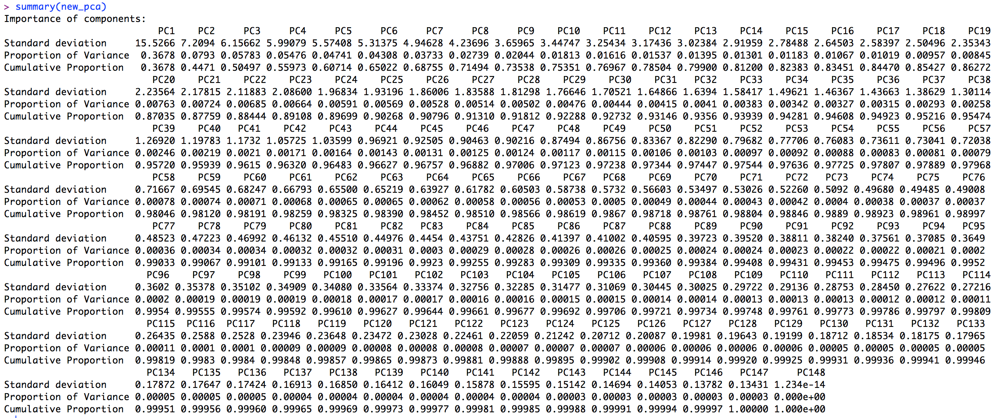 > summary(new_pca)
Importance of components:
PC1 PC2 PC3 PC4 PC5 PC6 PC7 PC8 PC9 PC10 PC11 PC12 PC13 PC14 PC15 PC16 PC17 PC18 PC19
Standard deviation 15.5266 7.2094 6.15662 5.99079 5.57408 5.31375 4.94628 4.23696 3.65965 3.44747 3.25434 3.17436 3.02384 2.91959 2.78488 2.64503 2.58397 2.50496 2.35343
Proportion of Variance 0.3678 0.0793 0.05783 0.05476 0.04741 0.04308 0.03733 0.02739 0.02044 0.01813 0.01616 0.01537 0.01395 0.01301 0.01183 0.01067 0.01019 0.00957 0.00845
Cumulative Proportion 0.3678 0.4471 0.50497 0.55973 0.60714 0.65022 0.68755 0.71494 0.73538 0.75351 0.76967 0.78504 0.79900 0.81200 0.82383 0.83451 0.84470 0.85427 0.86272
PC20 PC21 PC22 PC23 PC24 PC25 PC26 PC27 PC28 PC29 PC30 PC31 PC32 PC33 PC34 PC35 PC36 PC37 PC38
Standard deviation 2.23564 2.17815 2.11883 2.08600 1.96834 1.93196 1.86006 1.83588 1.81298 1.76646 1.70521 1.64866 1.6394 1.58417 1.49621 1.46367 1.43663 1.38629 1.30114
Proportion of Variance 0.00763 0.00724 0.00685 0.00664 0.00591 0.00569 0.00528 0.00514 0.00502 0.00476 0.00444 0.00415 0.0041 0.00383 0.00342 0.00327 0.00315 0.00293 0.00258
Cumulative Proportion 0.87035 0.87759 0.88444 0.89108 0.89699 0.90268 0.90796 0.91310 0.91812 0.92288 0.92732 0.93146 0.9356 0.93939 0.94281 0.94608 0.94923 0.95216 0.95474
PC39 PC40 PC41 PC42 PC43 PC44 PC45 PC46 PC47 PC48 PC49 PC50 PC51 PC52 PC53 PC54 PC55 PC56 PC57
Standard deviation 1.26920 1.19783 1.1732 1.05725 1.03599 0.96921 0.92505 0.90463 0.90216 0.87494 0.86756 0.83367 0.82290 0.79682 0.77706 0.76083 0.73611 0.73041 0.72038
Proportion of Variance 0.00246 0.00219 0.0021 0.00171 0.00164 0.00143 0.00131 0.00125 0.00124 0.00117 0.00115 0.00106 0.00103 0.00097 0.00092 0.00088 0.00083 0.00081 0.00079
Cumulative Proportion 0.95720 0.95939 0.9615 0.96320 0.96483 0.96627 0.96757 0.96882 0.97006 0.97123 0.97238 0.97344 0.97447 0.97544 0.97636 0.97725 0.97807 0.97889 0.97968
PC58 PC59 PC60 PC61 PC62 PC63 PC64 PC65 PC66 PC67 PC68 PC69 PC70 PC71 PC72 PC73 PC74 PC75 PC76
Standard deviation 0.71667 0.69545 0.68247 0.66793 0.65500 0.65219 0.63927 0.61782 0.60503 0.58738 0.5732 0.56603 0.53497 0.53026 0.52260 0.5092 0.49680 0.49485 0.49008
Proportion of Variance 0.00078 0.00074 0.00071 0.00068 0.00065 0.00065 0.00062 0.00058 0.00056 0.00053 0.0005 0.00049 0.00044 0.00043 0.00042 0.0004 0.00038 0.00037 0.00037
Cumulative Proportion 0.98046 0.98120 0.98191 0.98259 0.98325 0.98390 0.98452 0.98510 0.98566 0.98619 0.9867 0.98718 0.98761 0.98804 0.98846 0.9889 0.98923 0.98961 0.98997
PC77 PC78 PC79 PC80 PC81 PC82 PC83 PC84 PC85 PC86 PC87 PC88 PC89 PC90 PC91 PC92 PC93 PC94 PC95
Standard deviation 0.48523 0.47223 0.46992 0.46132 0.45510 0.44976 0.4454 0.43751 0.42826 0.41397 0.41002 0.40595 0.39723 0.39520 0.38811 0.38240 0.37561 0.37085 0.3649
Proportion of Variance 0.00036 0.00034 0.00034 0.00032 0.00032 0.00031 0.0003 0.00029 0.00028 0.00026 0.00026 0.00025 0.00024 0.00024 0.00023 0.00022 0.00022 0.00021 0.0002
Cumulative Proportion 0.99033 0.99067 0.99101 0.99133 0.99165 0.99196 0.9923 0.99255 0.99283 0.99309 0.99335 0.99360 0.99384 0.99408 0.99431 0.99453 0.99475 0.99496 0.9952
PC96 PC97 PC98 PC99 PC100 PC101 PC102 PC103 PC104 PC105 PC106 PC107 PC108 PC109 PC110 PC111 PC112 PC113 PC114
Standard deviation 0.3602 0.35378 0.35102 0.34909 0.34080 0.33564 0.33374 0.32756 0.32285 0.31477 0.31069 0.30445 0.30025 0.29722 0.29136 0.28753 0.28450 0.27622 0.27216
Proportion of Variance 0.0002 0.00019 0.00019 0.00019 0.00018 0.00017 0.00017 0.00016 0.00016 0.00015 0.00015 0.00014 0.00014 0.00013 0.00013 0.00013 0.00012 0.00012 0.00011
Cumulative Proportion 0.9954 0.99555 0.99574 0.99592 0.99610 0.99627 0.99644 0.99661 0.99677 0.99692 0.99706 0.99721 0.99734 0.99748 0.99761 0.99773 0.99786 0.99797 0.99809
PC115 PC116 PC117 PC118 PC119 PC120 PC121 PC122 PC123 PC124 PC125 PC126 PC127 PC128 PC129 PC130 PC131 PC132 PC133
Standard deviation 0.26435 0.2588 0.2528 0.23946 0.23648 0.23472 0.23028 0.22461 0.22059 0.21242 0.20712 0.20087 0.19981 0.19643 0.19199 0.18712 0.18534 0.18175 0.17965
Proportion of Variance 0.00011 0.0001 0.0001 0.00009 0.00009 0.00008 0.00008 0.00008 0.00007 0.00007 0.00007 0.00006 0.00006 0.00006 0.00006 0.00005 0.00005 0.00005 0.00005
Cumulative Proportion 0.99819 0.9983 0.9984 0.99848 0.99857 0.99865 0.99873 0.99881 0.99888 0.99895 0.99902 0.99908 0.99914 0.99920 0.99925 0.99931 0.99936 0.99941 0.99946
PC134 PC135 PC136 PC137 PC138 PC139 PC140 PC141 PC142 PC143 PC144 PC145 PC146 PC147 PC148
Standard deviation 0.17872 0.17647 0.17424 0.16913 0.16850 0.16412 0.16049 0.15878 0.15595 0.15142 0.14694 0.14053 0.13782 0.13431 1.234e-14
Proportion of Variance 0.00005 0.00005 0.00005 0.00004 0.00004 0.00004 0.00004 0.00004 0.00004 0.00003 0.00003 0.00003 0.00003 0.00003 0.000e+00
Cumulative Proportion 0.99951 0.99956 0.99960 0.99965 0.99969 0.99973 0.99977 0.99981 0.99985 0.99988 0.99991 0.99994 0.99997 1.00000 1.000e+00